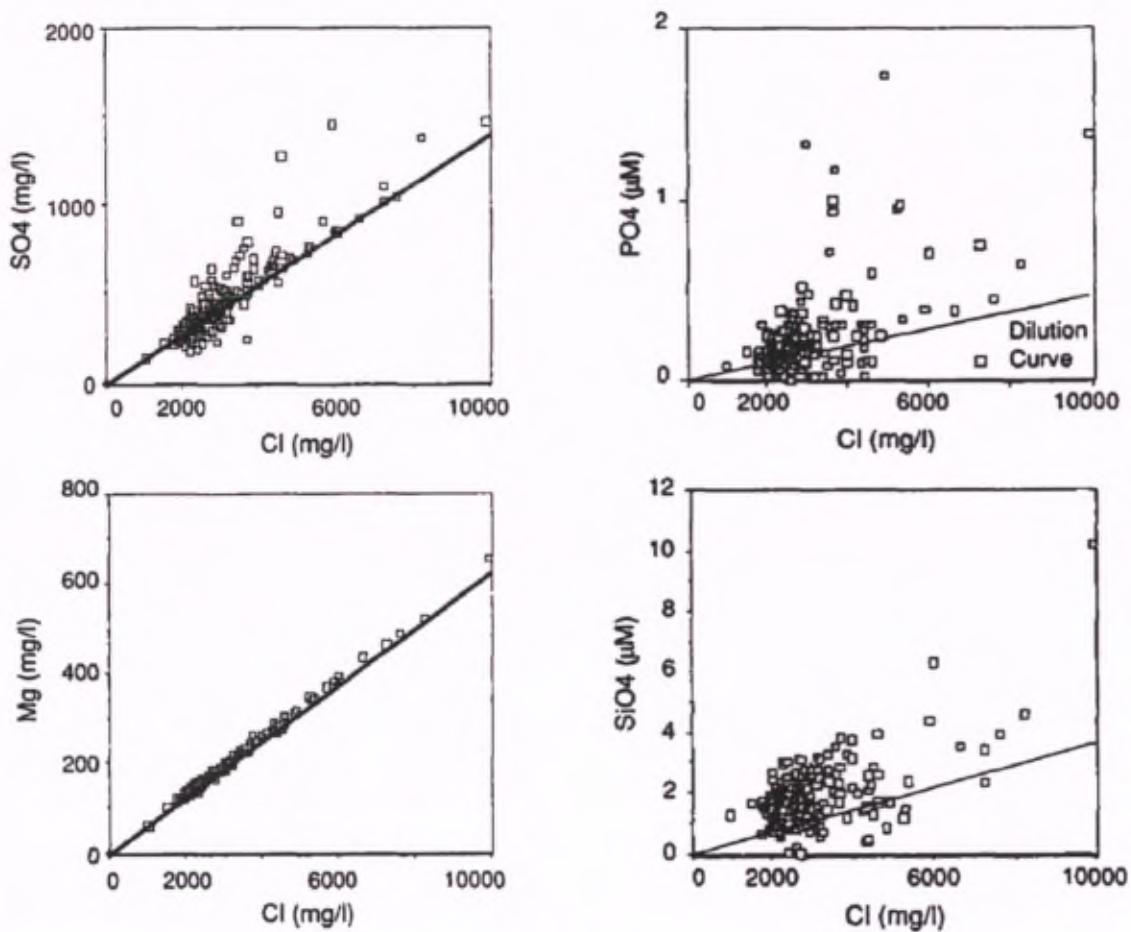 2000
1000
0
SO4 (mg/l)
0 2000 6000 10000
Cl (mg/l)
2
1
0
PO4 (µM)
Dilution
Curve
0 2000 6000 10000
Cl (mg/l)
800
600
400
200
0
Mg (mg/l)
0 2000 6000 10000
Cl (mg/l)
12
10
8
6
4
2
0
SiO4 (µM)
0 2000 6000 10000
Cl (mg/l)